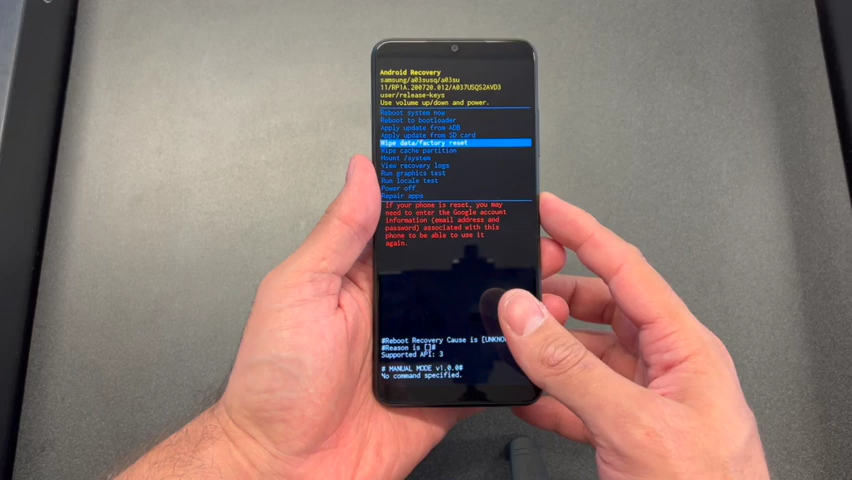 Android Recovery
samsung/a03susq/a03su
11/RP1A.200720.012/A037USQS2AVD3
user/release-keys
Use volume up/down and power.
Reboot system now
Reboot to bootloader
Apply update from ADB
Apply update from SD card
Wipe data/factory reset
Wipe cache partition
Mount /system
View recovery logs
Run graphics test
Run locale test
Power off
Repair apps
If your phone is reset, you may
need to enter the Google account
information (email address and
password) associated with this
phone to be able to use it
again.
#Reboot Recovery Cause is [UNKNO
#Reason is []#
Supported API: 3
# MANUAL MODE v1.0.0#
No command specified.